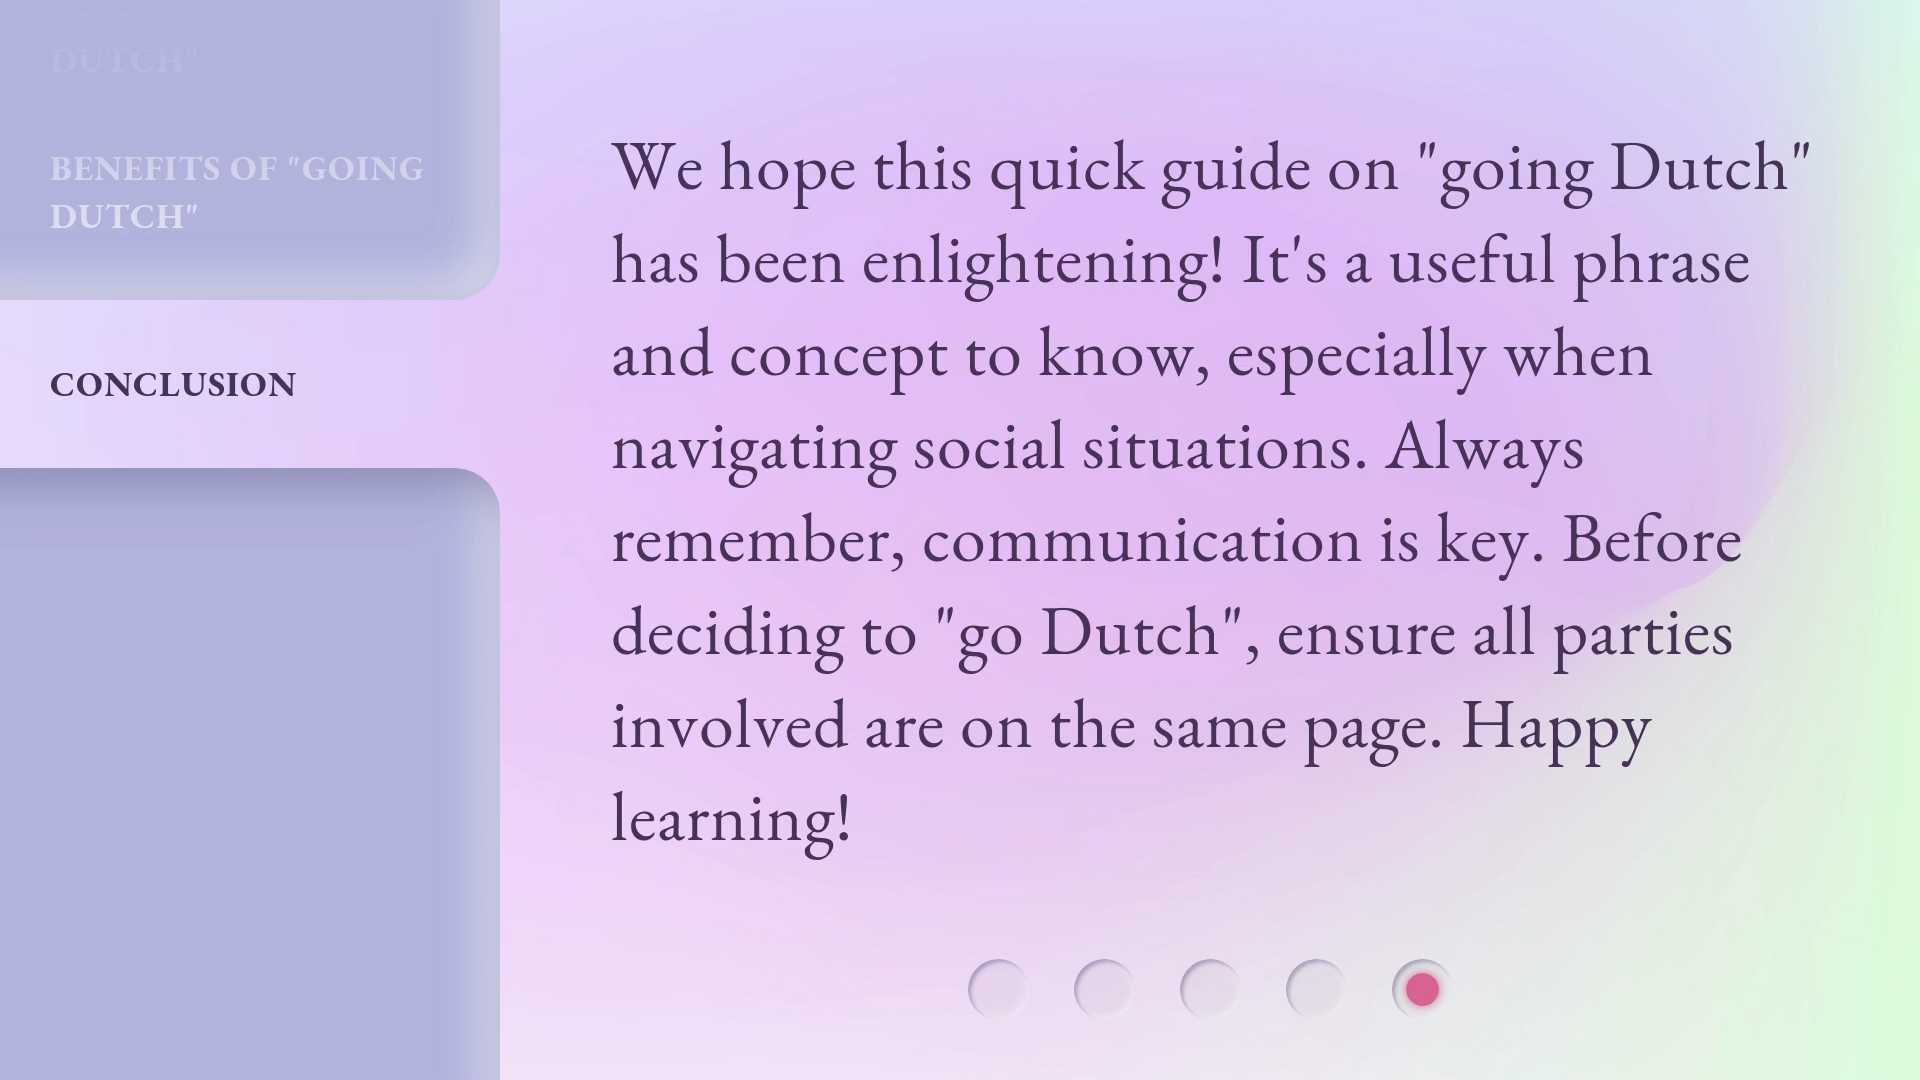 DUTCH"
BENEFITS OF "GOING
DUTCH"
CONCLUSION
We hope this quick guide on "going Dutch"
has been enlightening! It's a useful phrase
and concept to know, especially when
navigating social situations. Always
remember, communication is key. Before
deciding to "go Dutch", ensure all parties
involved are on the same page. Happy
learning!